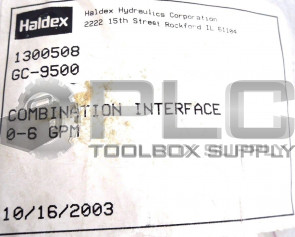 Haldex
Haldex Hydraulics Corporation
2222 15th Street Rockford IL 61104
1300508
GC-9500
COMBINATION INTERFACE
0-6 GPM
10/16/2003
PLC
TOOLBOX SUPPLY